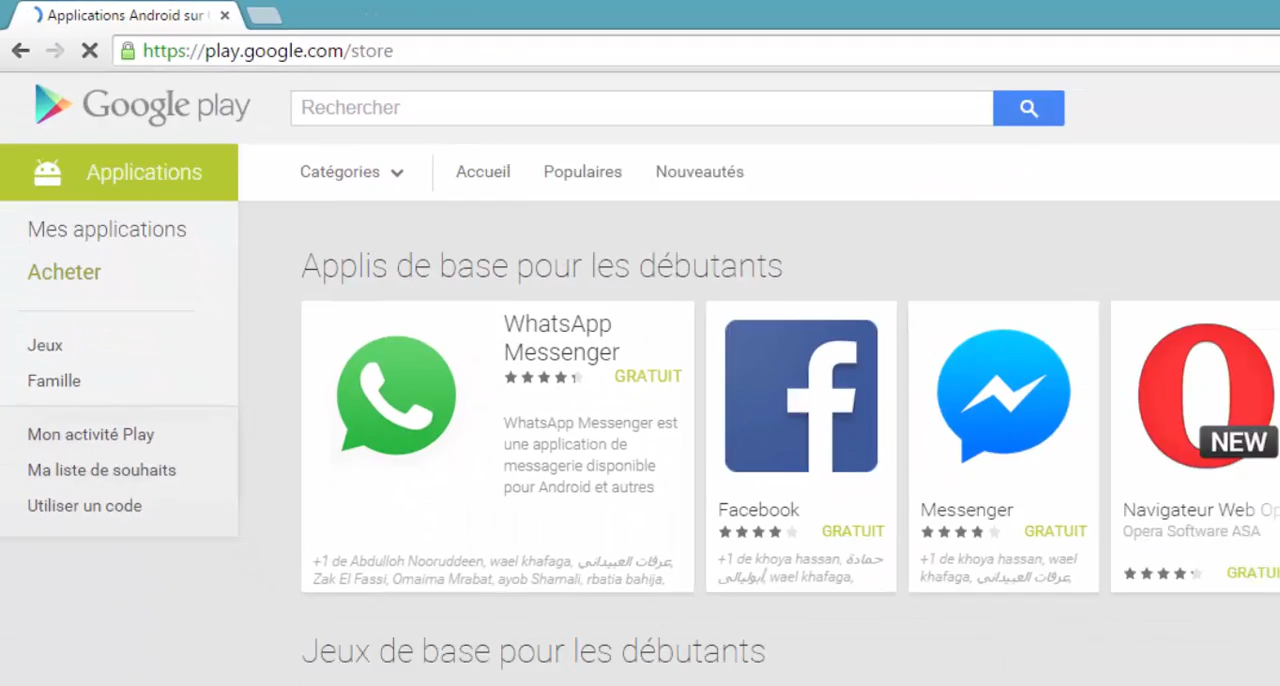 Applications Android sur
https://play.google.com/store
Google play
Rechercher
Applications
Catégories
Accueil
Populaires
Nouveautés
Mes applications
Acheter
Jeux
Famille
Mon activité Play
Ma liste de souhaits
Utiliser un code
Applis de base pour les débutants
WhatsApp
Messenger
GRATUIT
WhatsApp Messenger est
une application de
messagerie disponible
pour Android et autres
+1 de Abdulloh Nooruddeen, wael khafaga, عرفات العبيداني,
Zak El Fassi, Omaima Mrabat, ayob Shamali, rbatia bahija,
Facebook
GRATUIT
+1 de khoya hassan, حمادة
أبوليالى, wael khafaga,
Messenger
GRATUIT
+1 de khoya hassan, wael
khafaga, عرفات العبيداني,
NEW
Navigateur Web Op
Opera Software ASA
GRATUI
Jeux de base pour les débutants